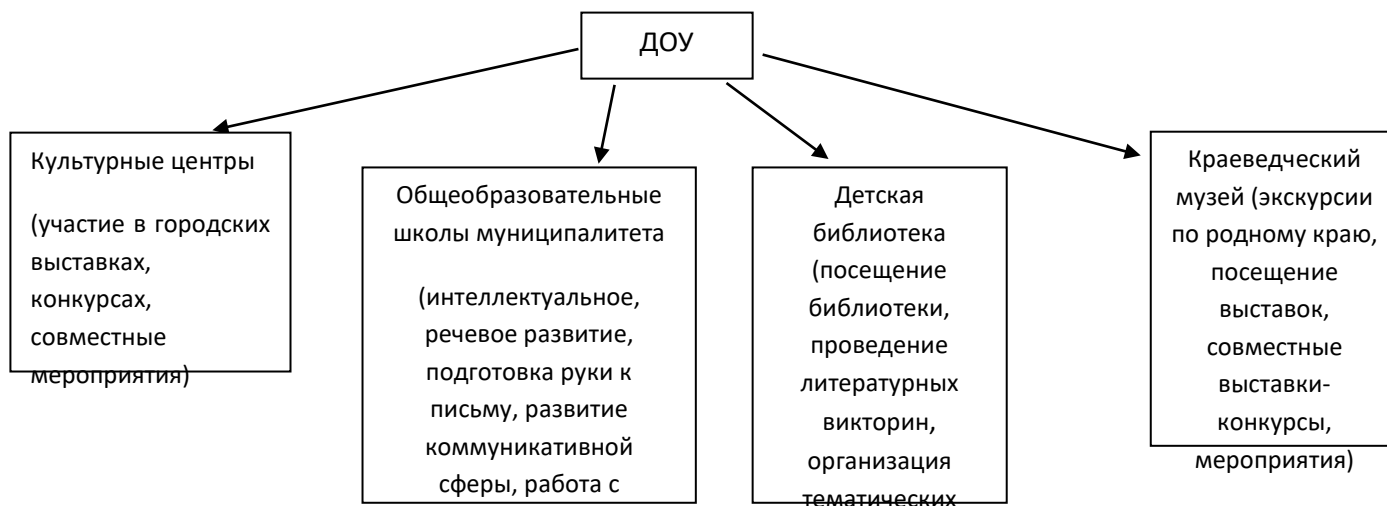 ДОУ
Культурные центры
(участие в городских
выставках,
конкурсах,
совместные
мероприятия)
Общеобразовательные
школы муниципалитета
(интеллектуальное,
речевое развитие,
подготовка руки к
письму, развитие
коммуникативной
сферы, работа с
Детская
библиотека
(посещение
библиотеки,
проведение
литературных
викторин,
организация
тематических
Краеведческий
музей (экскурсии
по родному краю,
посещение
выставок,
совместные
выставки-
конкурсы,
мероприятия)